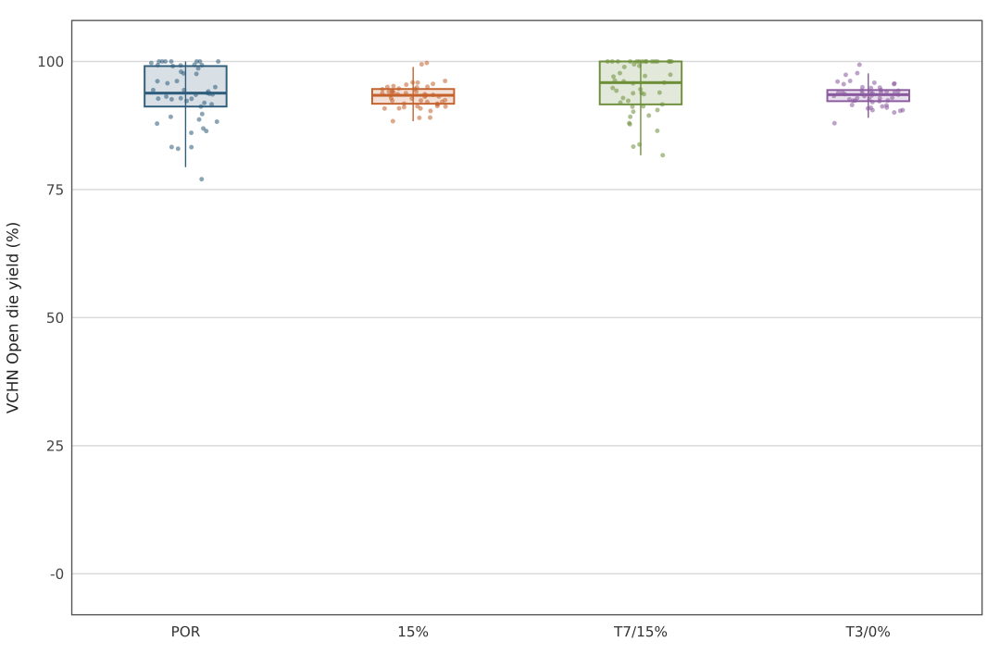 VCHN Open die yield (%)
100
75
50
25
-0
POR
15%
T7/15%
T3/0%